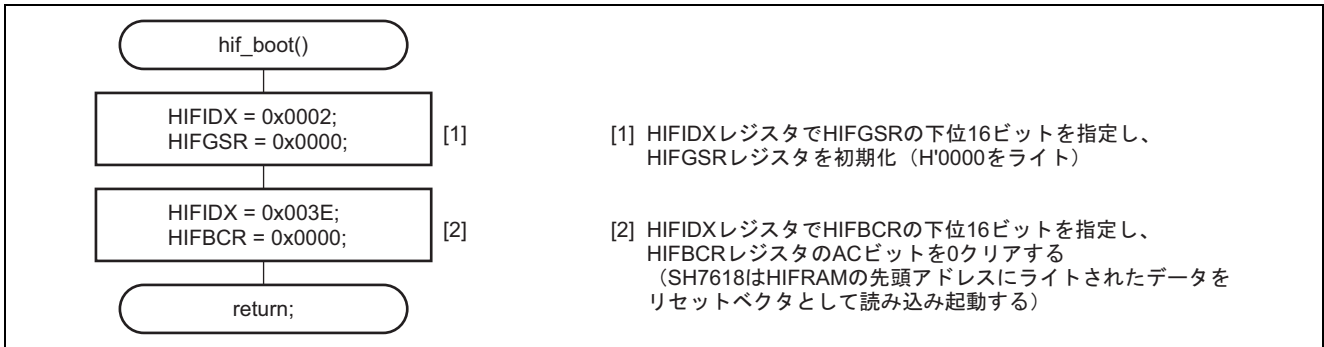 hif_boot()
HIFIDX = 0x0002;
HIFGSR = 0x0000;
[1]
[1] HIFIDXレジスタでHIFGSRの下位16ビットを指定し、
HIFGSRレジスタを初期化（H'0000をライト）
HIFIDX = 0x003E;
HIFBCR = 0x0000;
[2]
[2] HIFIDXレジスタでHIFBCRの下位16ビットを指定し、
HIFBCRレジスタのACビットを0クリアする
（SH7618はHIFRAMの先頭アドレスにライトされたデータを
リセットベクタとして読み込み起動する）
return;